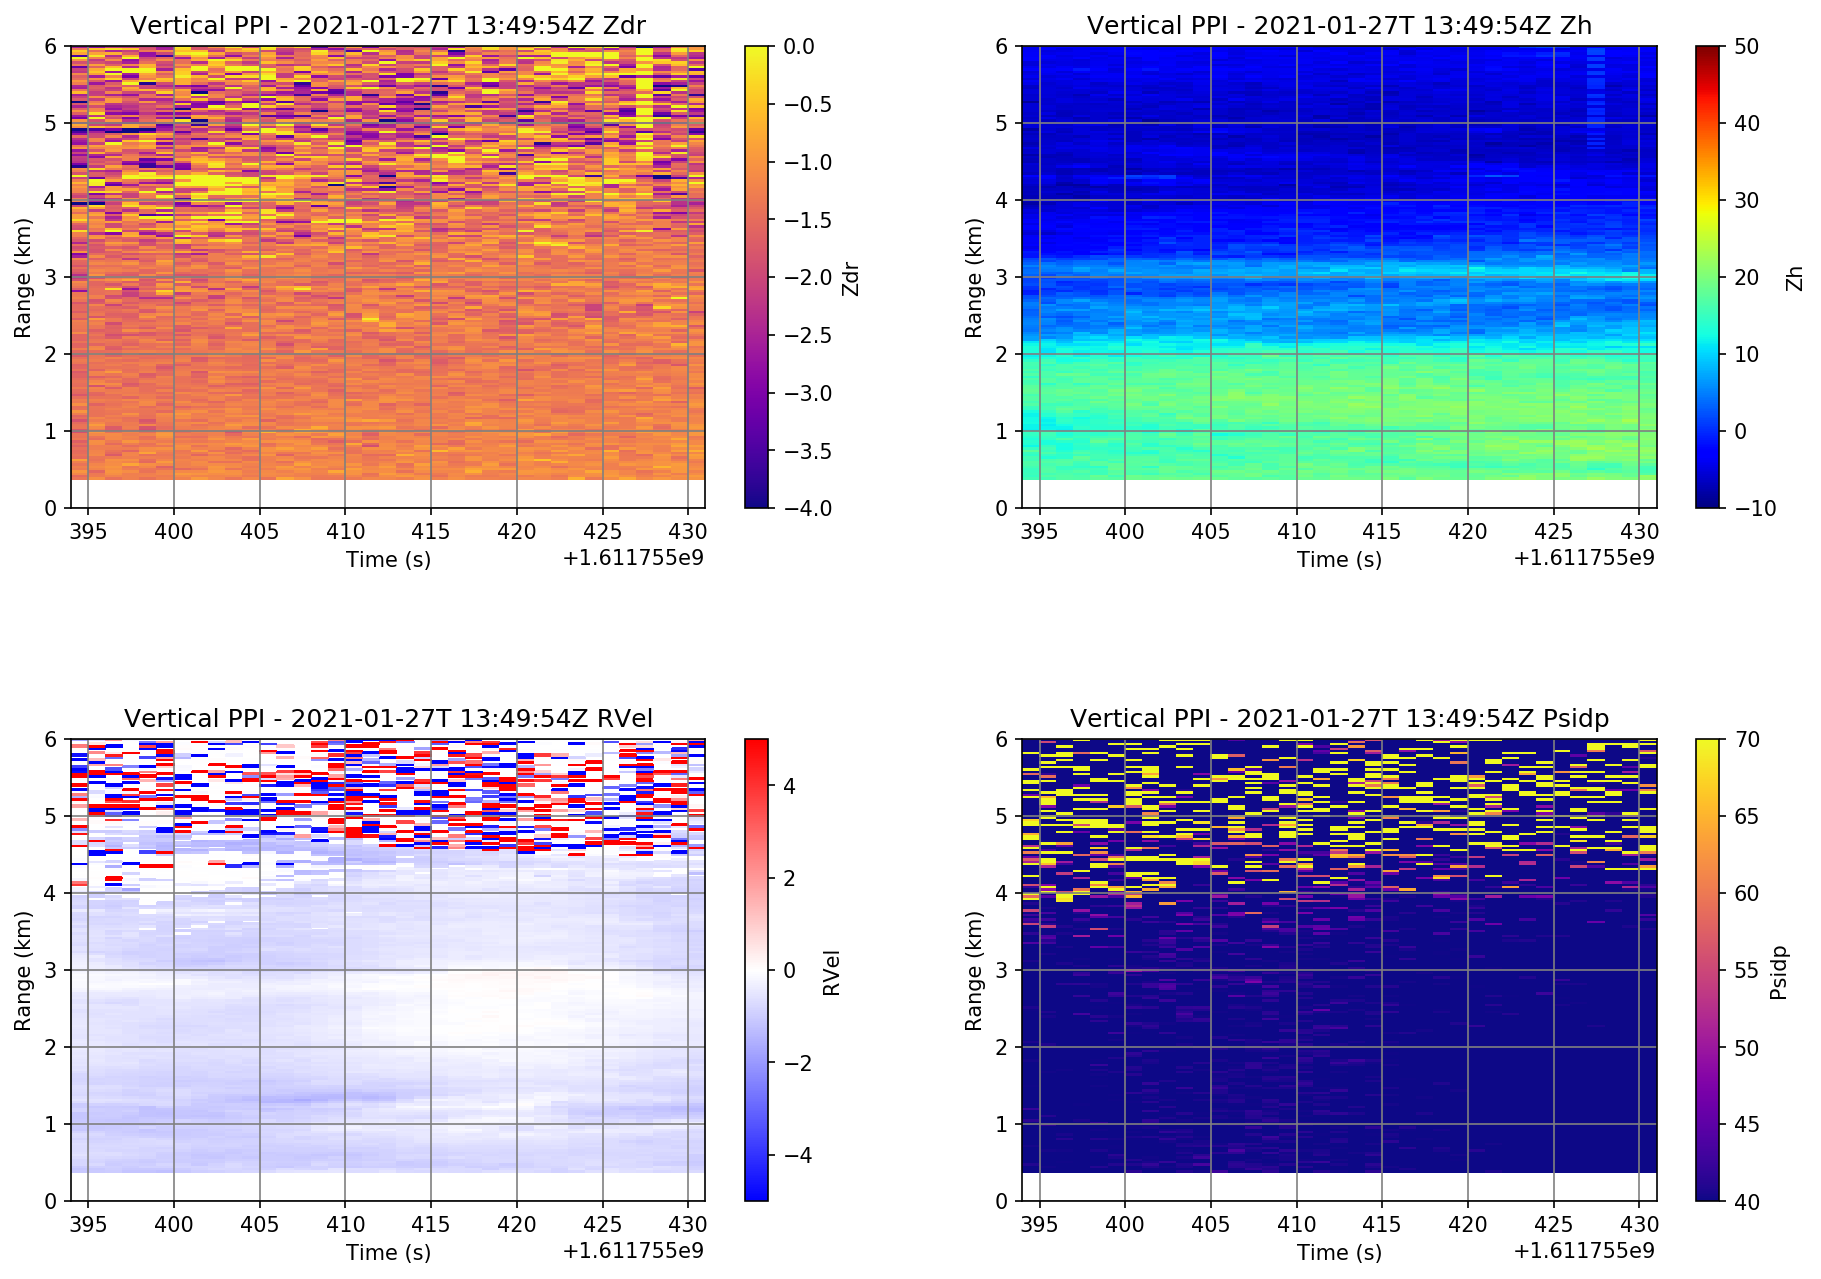 Vertical PPI - 2021-01-27T 13:49:54Z Zdr
6
5
4
3
2
1
0
Range (km)
395 400 405 410 415 420 425 430
Time (s)
+1.611755e9
0.0
−0.5
−1.0
−1.5
−2.0
−2.5
−3.0
−3.5
−4.0
Zdr
Vertical PPI - 2021-01-27T 13:49:54Z Zh
6
5
4
3
2
1
0
Range (km)
395 400 405 410 415 420 425 430
Time (s)
+1.611755e9
50
40
30
20
10
0
−10
Zh
Vertical PPI - 2021-01-27T 13:49:54Z RVel
6
5
4
3
2
1
0
Range (km)
395 400 405 410 415 420 425 430
Time (s)
+1.611755e9
4
2
0
−2
−4
RVel
Vertical PPI - 2021-01-27T 13:49:54Z Psidp
6
5
4
3
2
1
0
Range (km)
395 400 405 410 415 420 425 430
Time (s)
+1.611755e9
70
65
60
55
50
45
40
Psidp